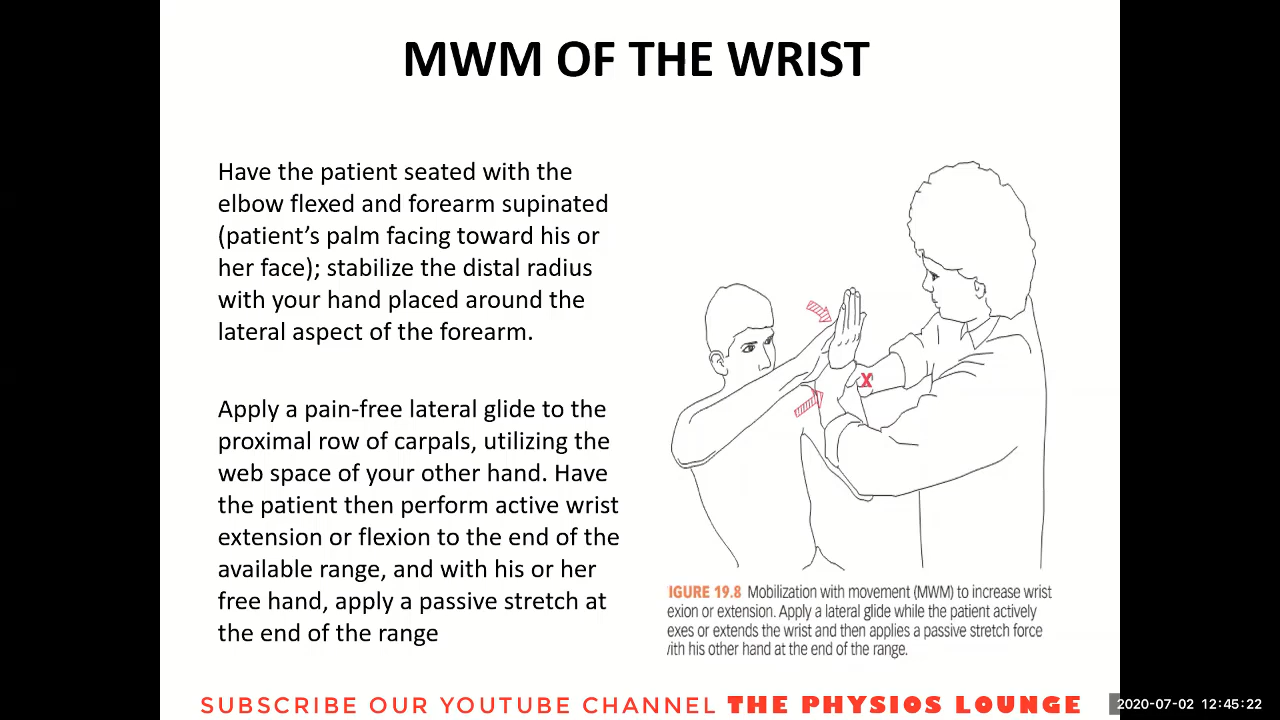 MWM OF THE WRIST
Have the patient seated with the
elbow flexed and forearm supinated
(patient’s palm facing toward his or
her face); stabilize the distal radius
with your hand placed around the
lateral aspect of the forearm.
Apply a pain-free lateral glide to the
proximal row of carpals, utilizing the
web space of your other hand. Have
the patient then perform active wrist
extension or flexion to the end of the
available range, and with his or her
free hand, apply a passive stretch at
the end of the range
X
IGURE 19.8 Mobilization with movement (MWM) to increase wrist
exion or extension. Apply a lateral glide while the patient actively
exes or extends the wrist and then applies a passive stretch force
ith his other hand at the end of the range.
SUBSCRIBE OUR YOUTUBE CHANNEL THE PHYSIOS LOUNGE
2020-07-02 12:45:22